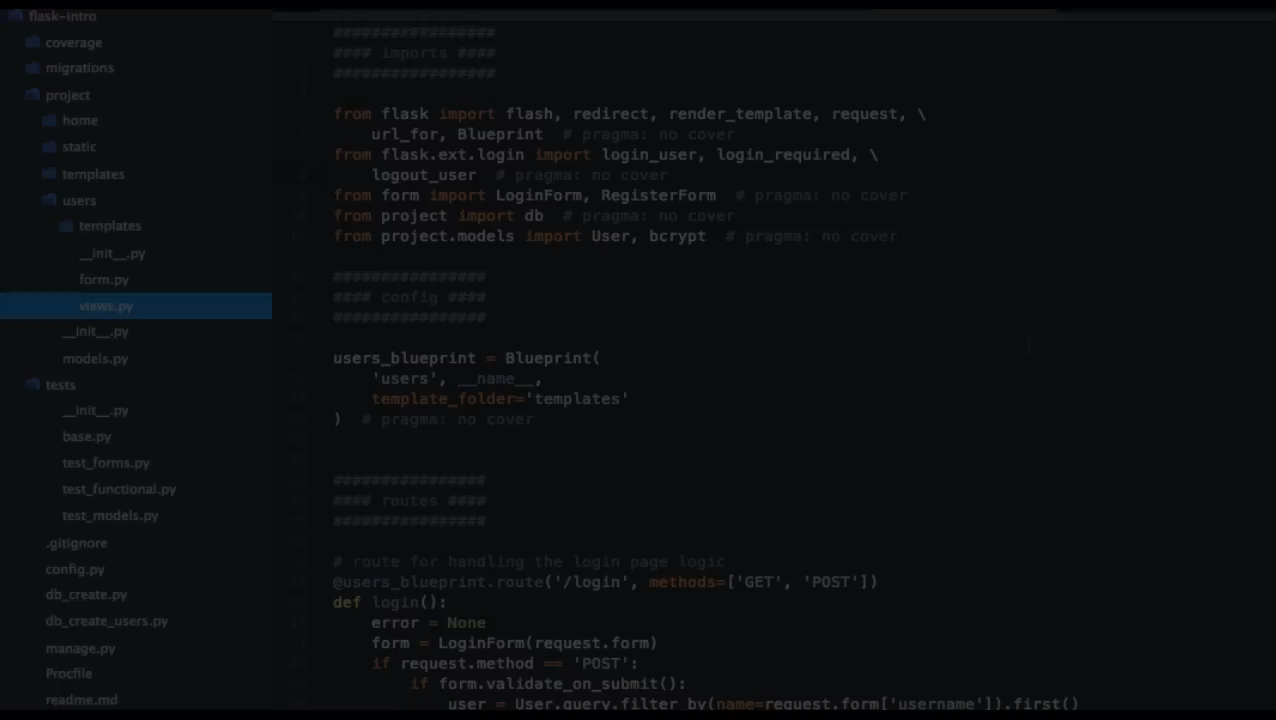 flask-intro
coverage
migrations
project
home
static
templates
users
templates
__init__.py
form.py
views.py
__init__.py
models.py
tests
__init__.py
base.py
test_forms.py
test_functional.py
test_models.py
.gitignore
config.py
db_create.py
db_create_users.py
manage.py
Procfile
readme.md
#################
#### imports ####
#################
from flask import flash, redirect, render_template, request, \
url_for, Blueprint  # pragma: no cover
from flask.ext.login import login_user, login_required, \
logout_user  # pragma: no cover
from form import LoginForm, RegisterForm  # pragma: no cover
from project import db  # pragma: no cover
from project.models import User, bcrypt  # pragma: no cover
################
#### config ####
################
users_blueprint = Blueprint(
'users', __name__,
template_folder='templates'
)  # pragma: no cover
################
#### routes ####
################
# route for handling the login page logic
@users_blueprint.route('/login', methods=['GET', 'POST'])
def login():
error = None
form = LoginForm(request.form)
if request.method == 'POST':
if form.validate_on_submit():
user = User.query.filter_by(name=request.form['username']).first()